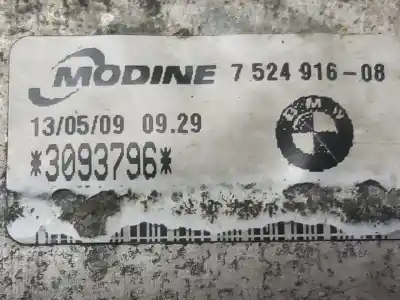 MODINE 7 524 916-08
BMW
13/05/09 09.29
*3093796*